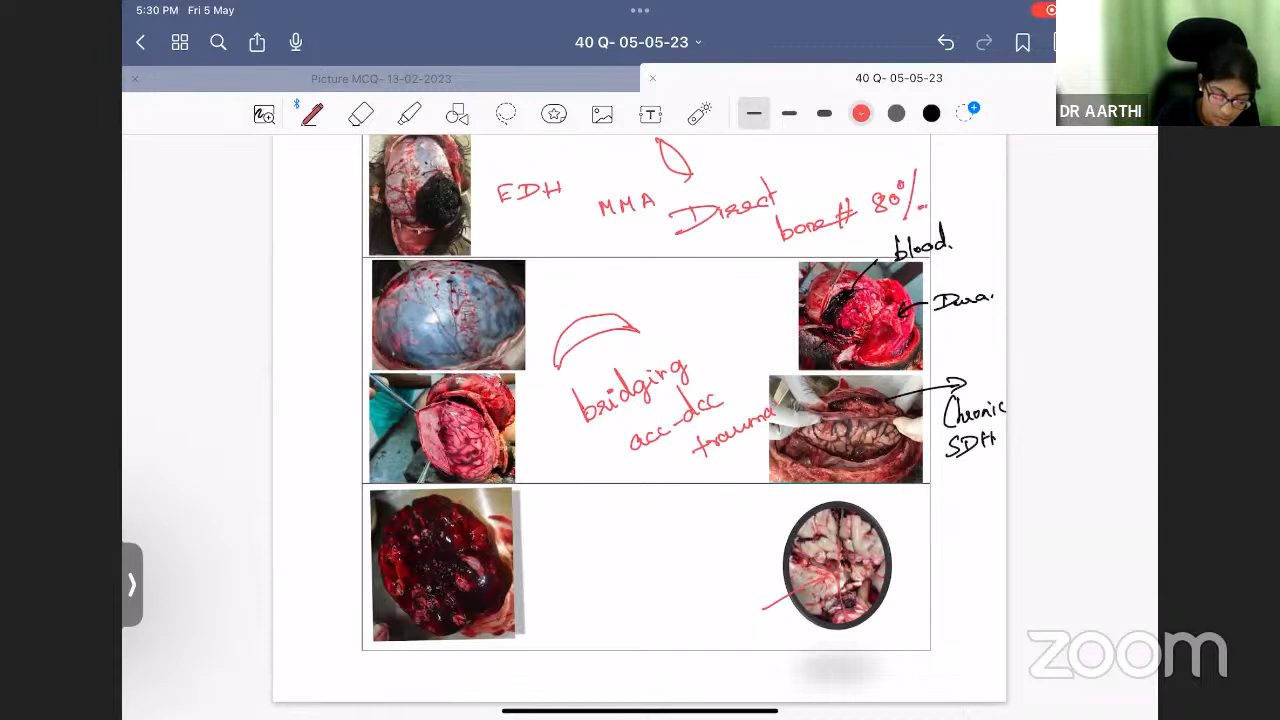 5:30 PM Fri 5 May
40 Q- 05-05-23
Picture MCQ- 13-02-2023
40 Q- 05-05-23
DR AARTHI
EDH
MMA
Direct
bone # 80%
blood.
Dura.
bridging
acc-dcc
trauma
Chronic
SDH
zoom